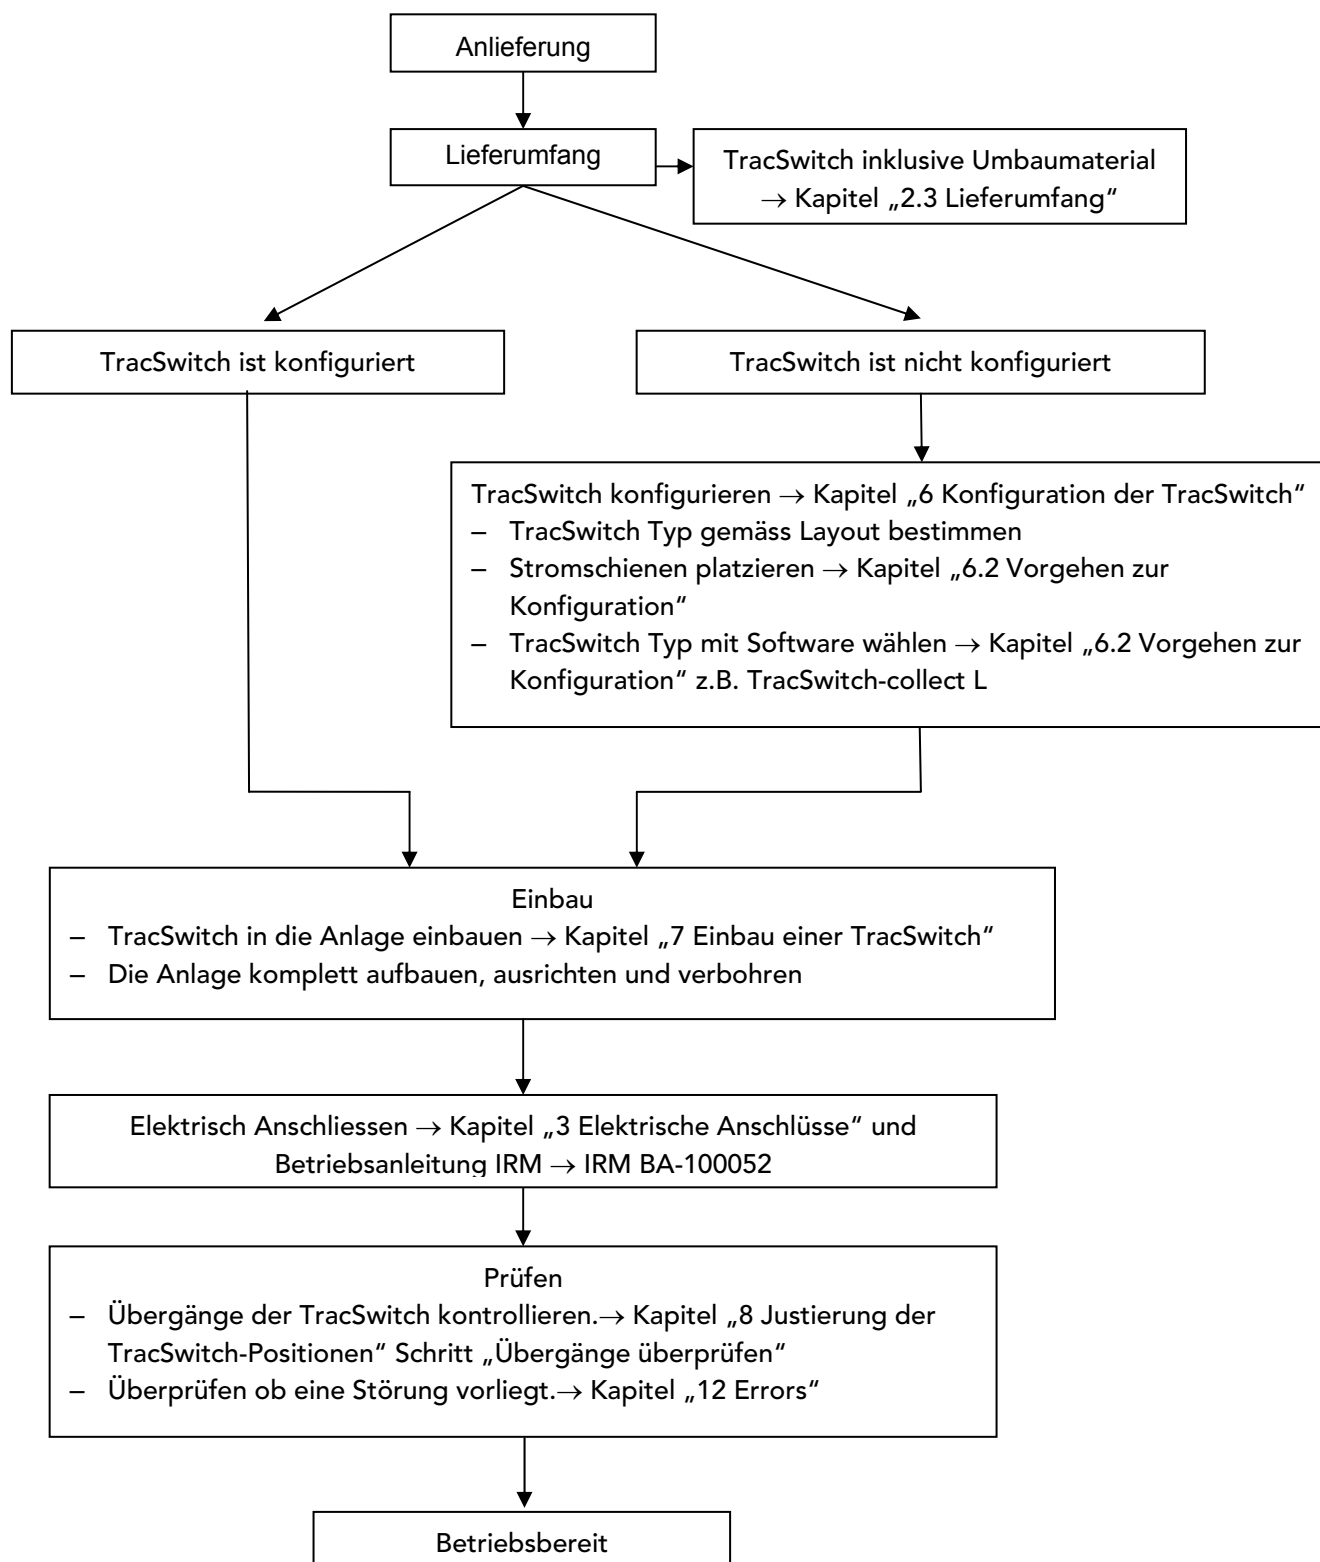 Anlieferung
Lieferumfang
TracSwitch inklusive Umbaumaterial
→ Kapitel „2.3 Lieferumfang“
TracSwitch ist konfiguriert
TracSwitch ist nicht konfiguriert
TracSwitch konfigurieren → Kapitel „6 Konfiguration der TracSwitch“
– TracSwitch Typ gemäss Layout bestimmen
– Stromschienen platzieren → Kapitel „6.2 Vorgehen zur
Konfiguration“
– TracSwitch Typ mit Software wählen → Kapitel „6.2 Vorgehen zur
Konfiguration“ z.B. TracSwitch-collect L
Einbau
– TracSwitch in die Anlage einbauen → Kapitel „7 Einbau einer TracSwitch“
– Die Anlage komplett aufbauen, ausrichten und verbohren
Elektrisch Anschliessen → Kapitel „3 Elektrische Anschlüsse“ und
Betriebsanleitung IRM → IRM BA-100052
Prüfen
– Übergänge der TracSwitch kontrollieren.→ Kapitel „8 Justierung der
TracSwitch-Positionen“ Schritt „Übergänge überprüfen“
– Überprüfen ob eine Störung vorliegt.→ Kapitel „12 Errors“
Betriebsbereit